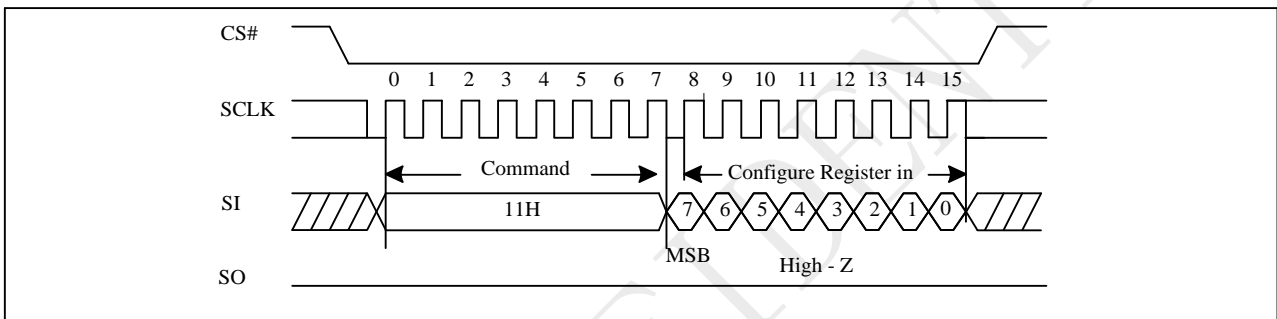 CS#
0 1 2 3 4 5 6 7 8 9 10 11 12 13 14 15
SCLK
Command Configure Register in
SI 11H 7 6 5 4 3 2 1 0
MSB High - Z
SO